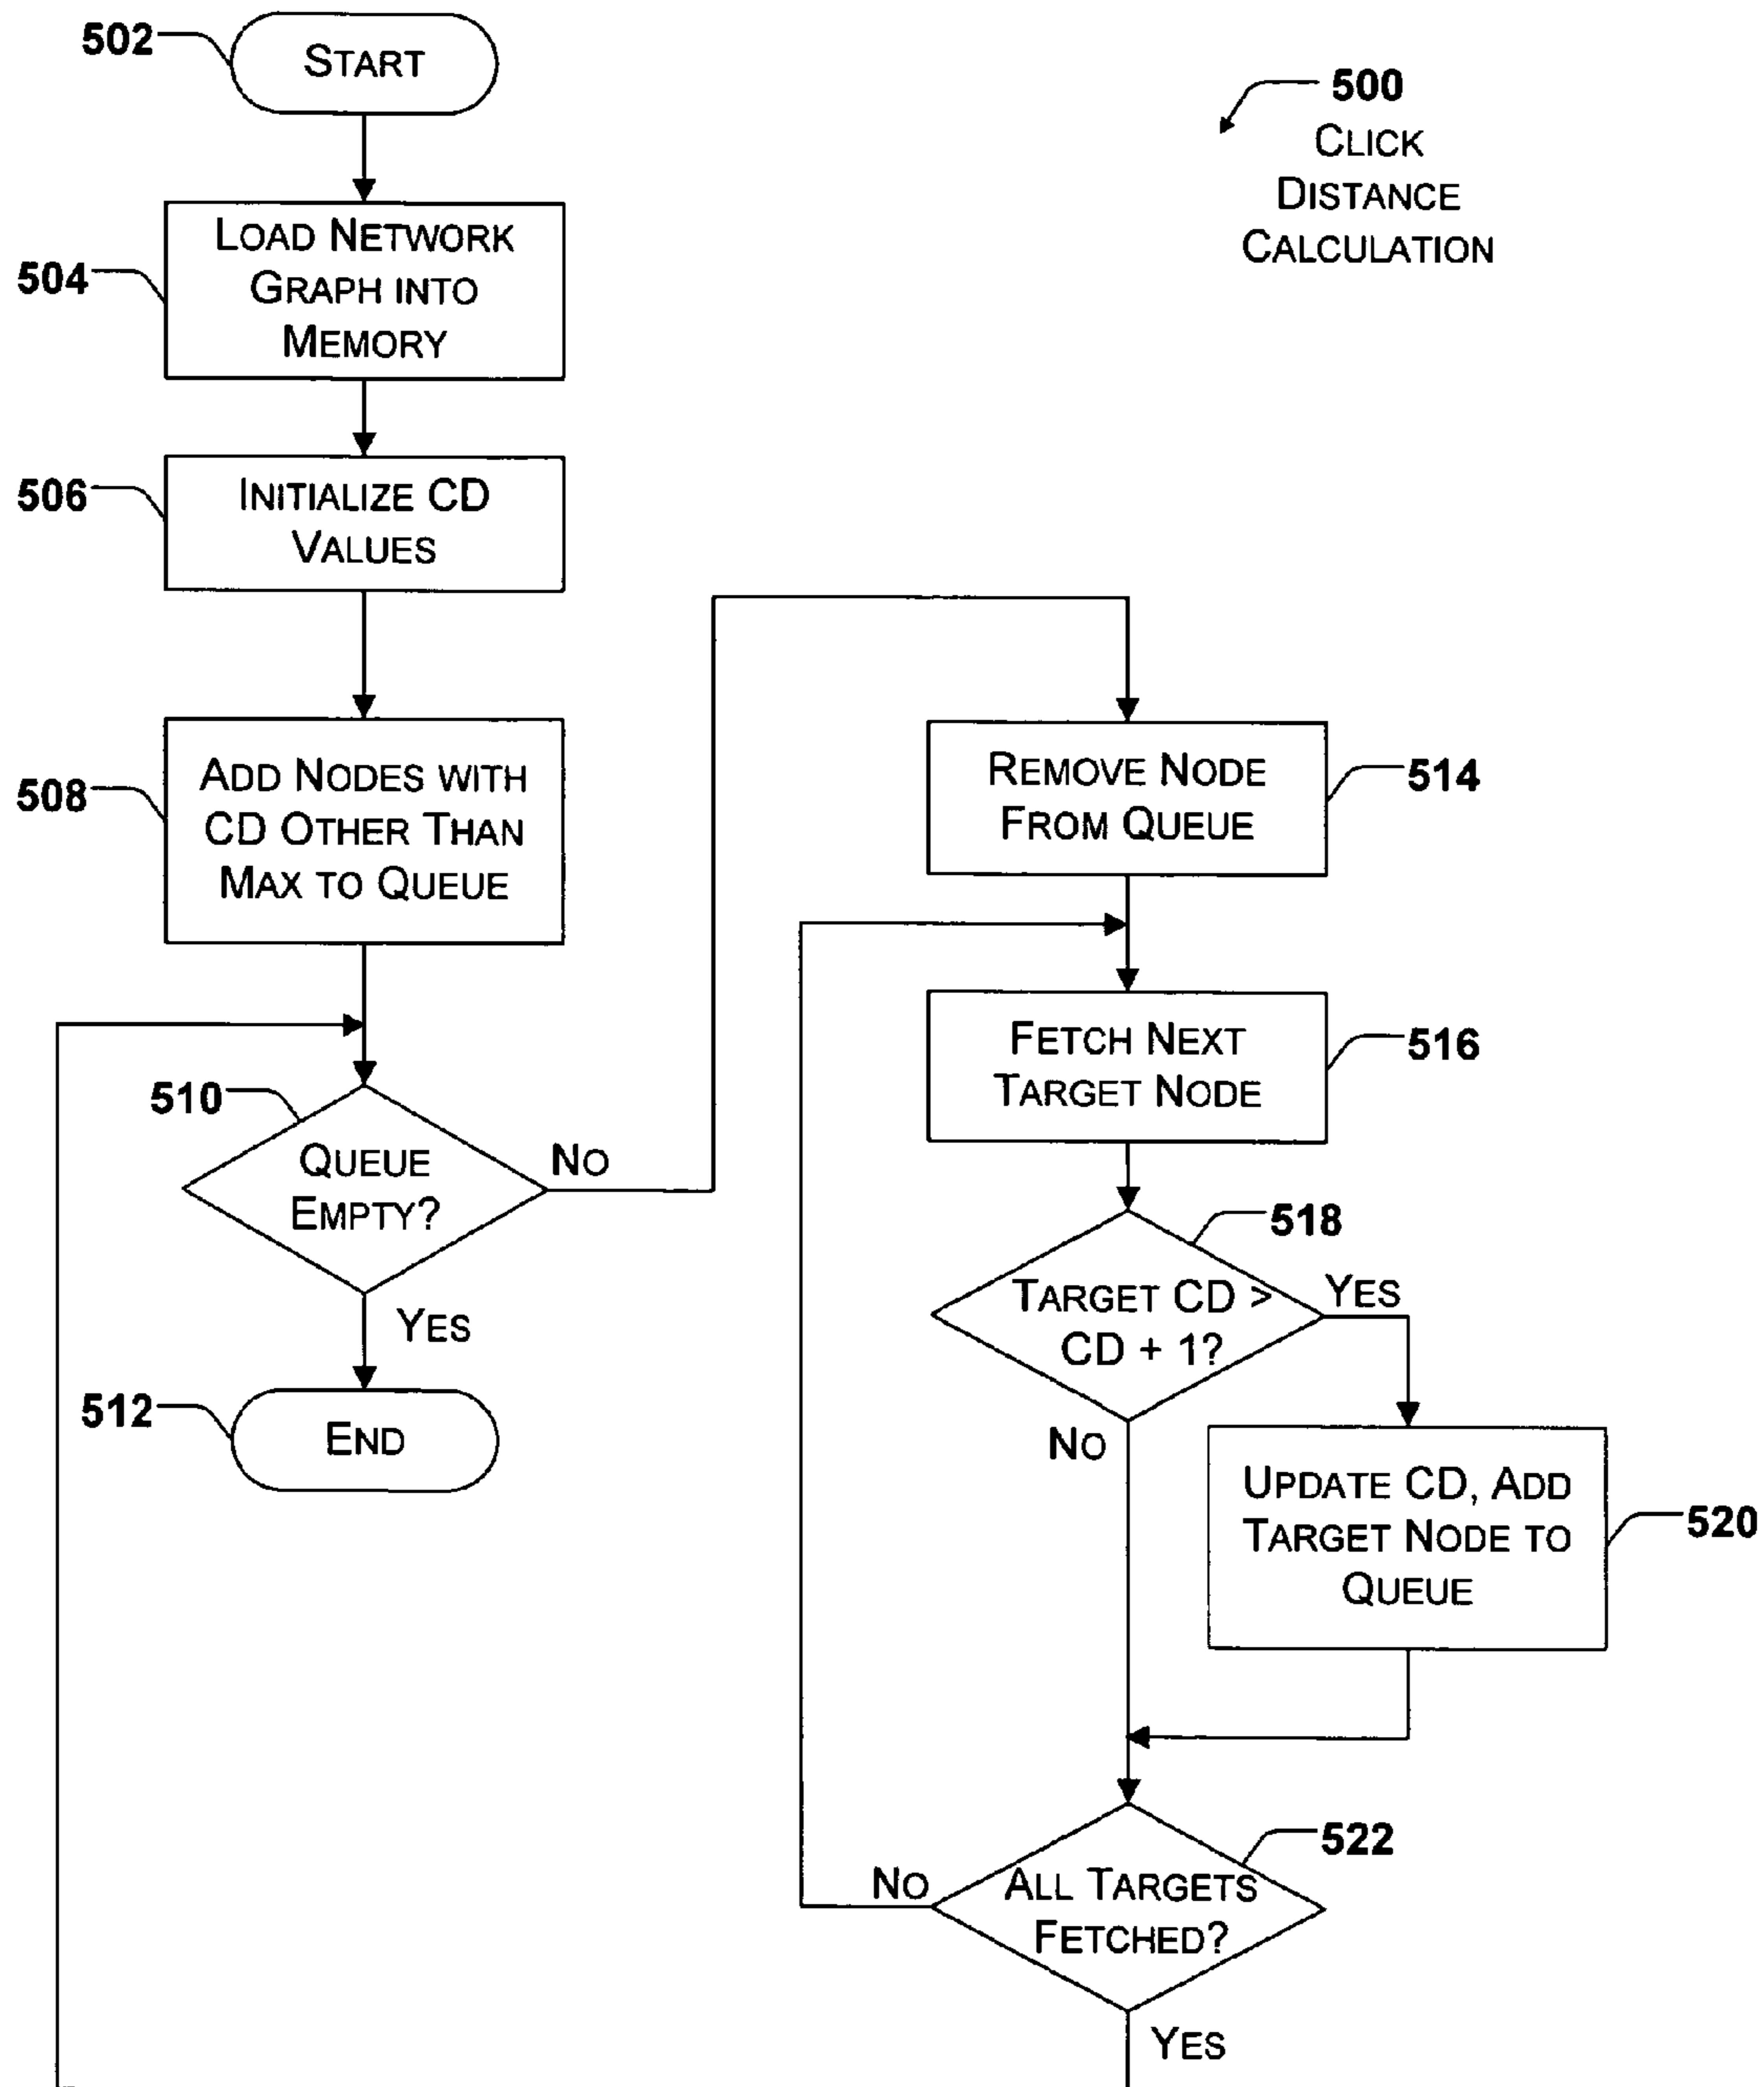 502
START
500
CLICK
DISTANCE
CALCULATION
504
LOAD NETWORK
GRAPH INTO
MEMORY
506
INITIALIZE CD
VALUES
508
ADD NODES WITH
CD OTHER THAN
MAX TO QUEUE
510
QUEUE
EMPTY?
NO
YES
512
END
514
REMOVE NODE
FROM QUEUE
516
FETCH NEXT
TARGET NODE
518
TARGET CD >
CD + 1?
YES
NO
520
UPDATE CD, ADD
TARGET NODE TO
QUEUE
522
ALL TARGETS
FETCHED?
NO
YES